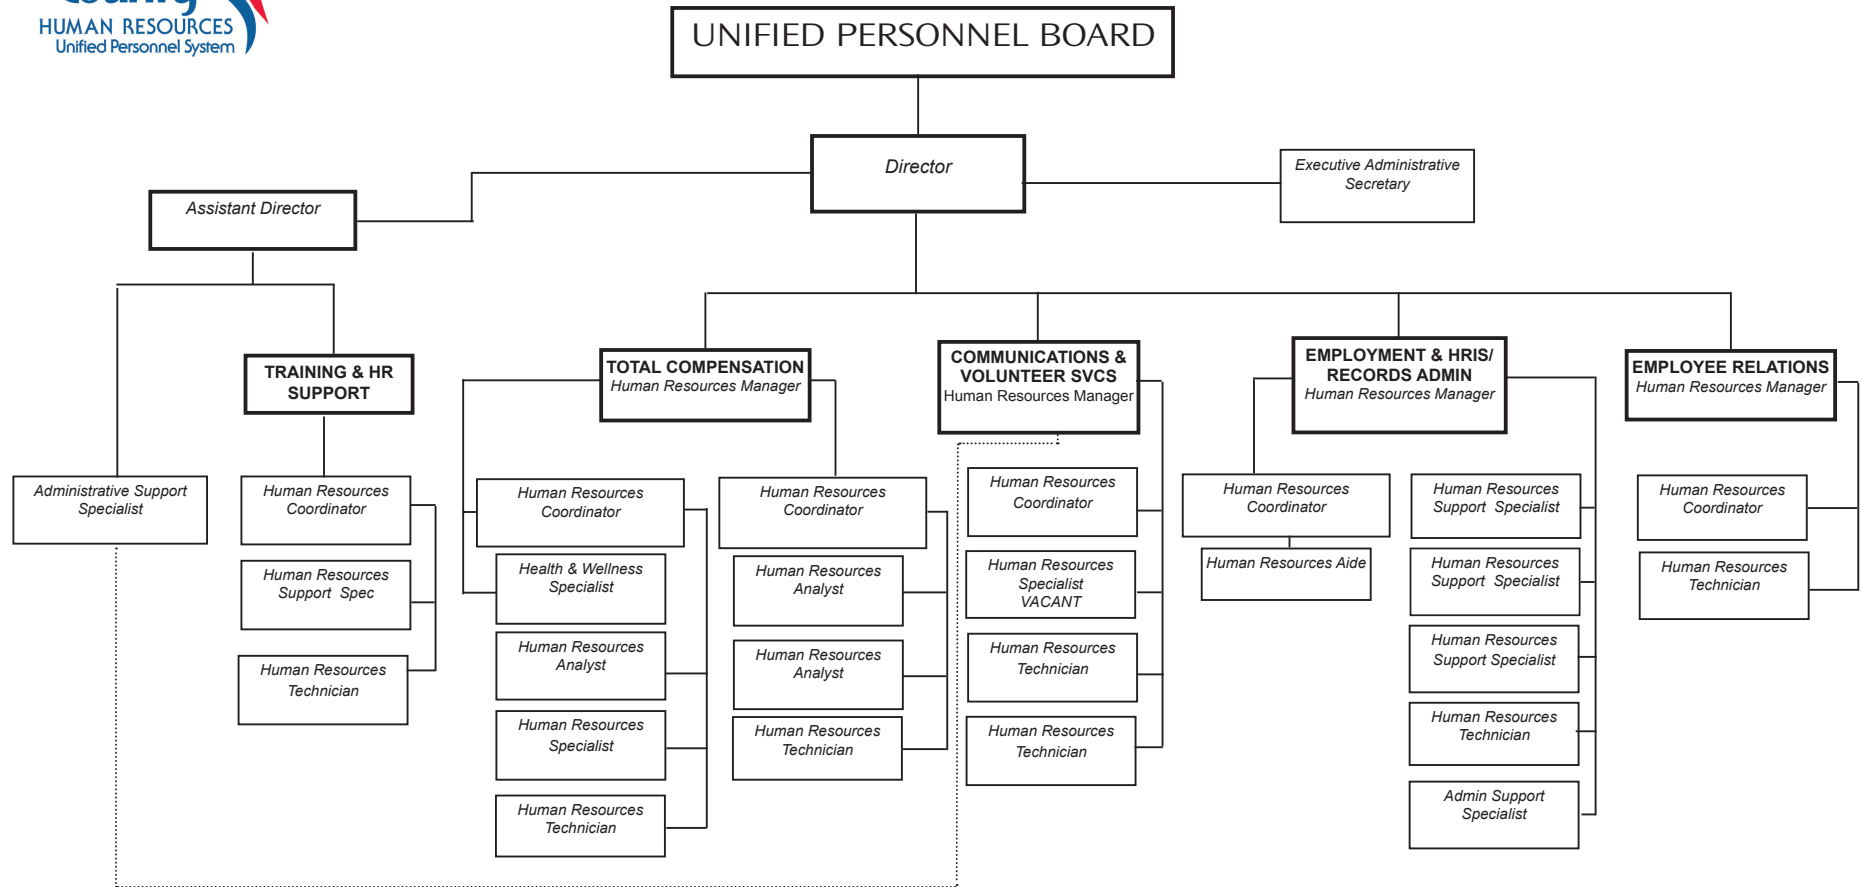 County
HUMAN RESOURCES
Unified Personnel System
UNIFIED PERSONNEL BOARD
Director
Executive Administrative
Secretary
Assistant Director
TRAINING & HR
SUPPORT
TOTAL COMPENSATION
Human Resources Manager
COMMUNICATIONS &
VOLUNTEER SVCS
Human Resources Manager
EMPLOYMENT & HRIS/
RECORDS ADMIN
Human Resources Manager
EMPLOYEE RELATIONS
Human Resources Manager
Administrative Support
Specialist
Human Resources
Coordinator
Human Resources
Support Spec
Human Resources
Technician
Human Resources
Coordinator
Health & Wellness
Specialist
Human Resources
Analyst
Human Resources
Specialist
Human Resources
Technician
Human Resources
Coordinator
Human Resources
Analyst
Human Resources
Analyst
Human Resources
Technician
Human Resources
Coordinator
Human Resources
Specialist
VACANT
Human Resources
Technician
Human Resources
Technician
Human Resources
Coordinator
Human Resources Aide
Human Resources
Support Specialist
Human Resources
Support Specialist
Human Resources
Support Specialist
Human Resources
Technician
Admin Support
Specialist
Human Resources
Coordinator
Human Resources
Technician